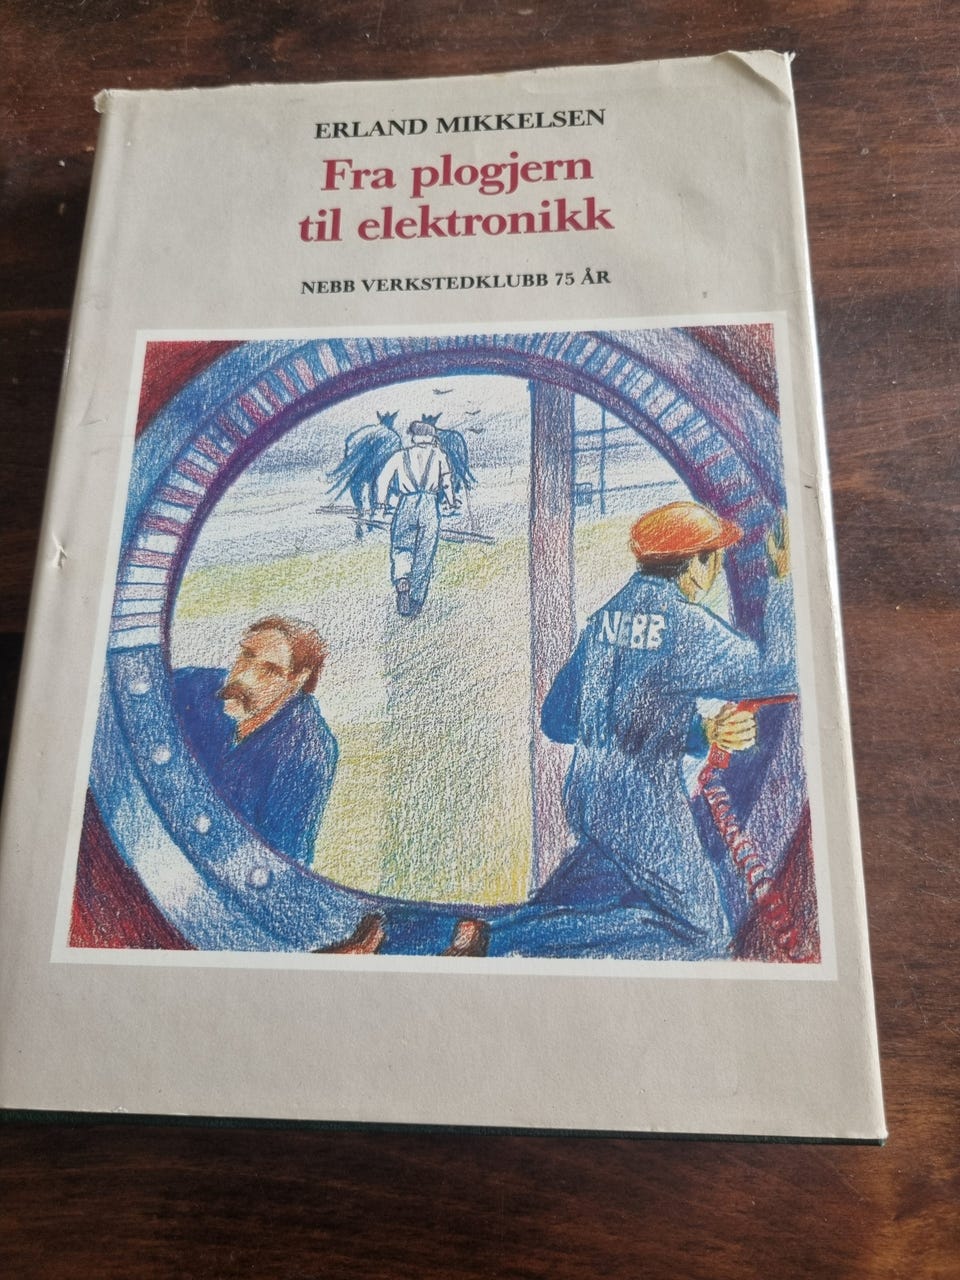 ERLAND MIKKELSEN
Fra plogjern
til elektronikk
NEBB VERKSTEDKLUBB 75 ÅR
NEBB